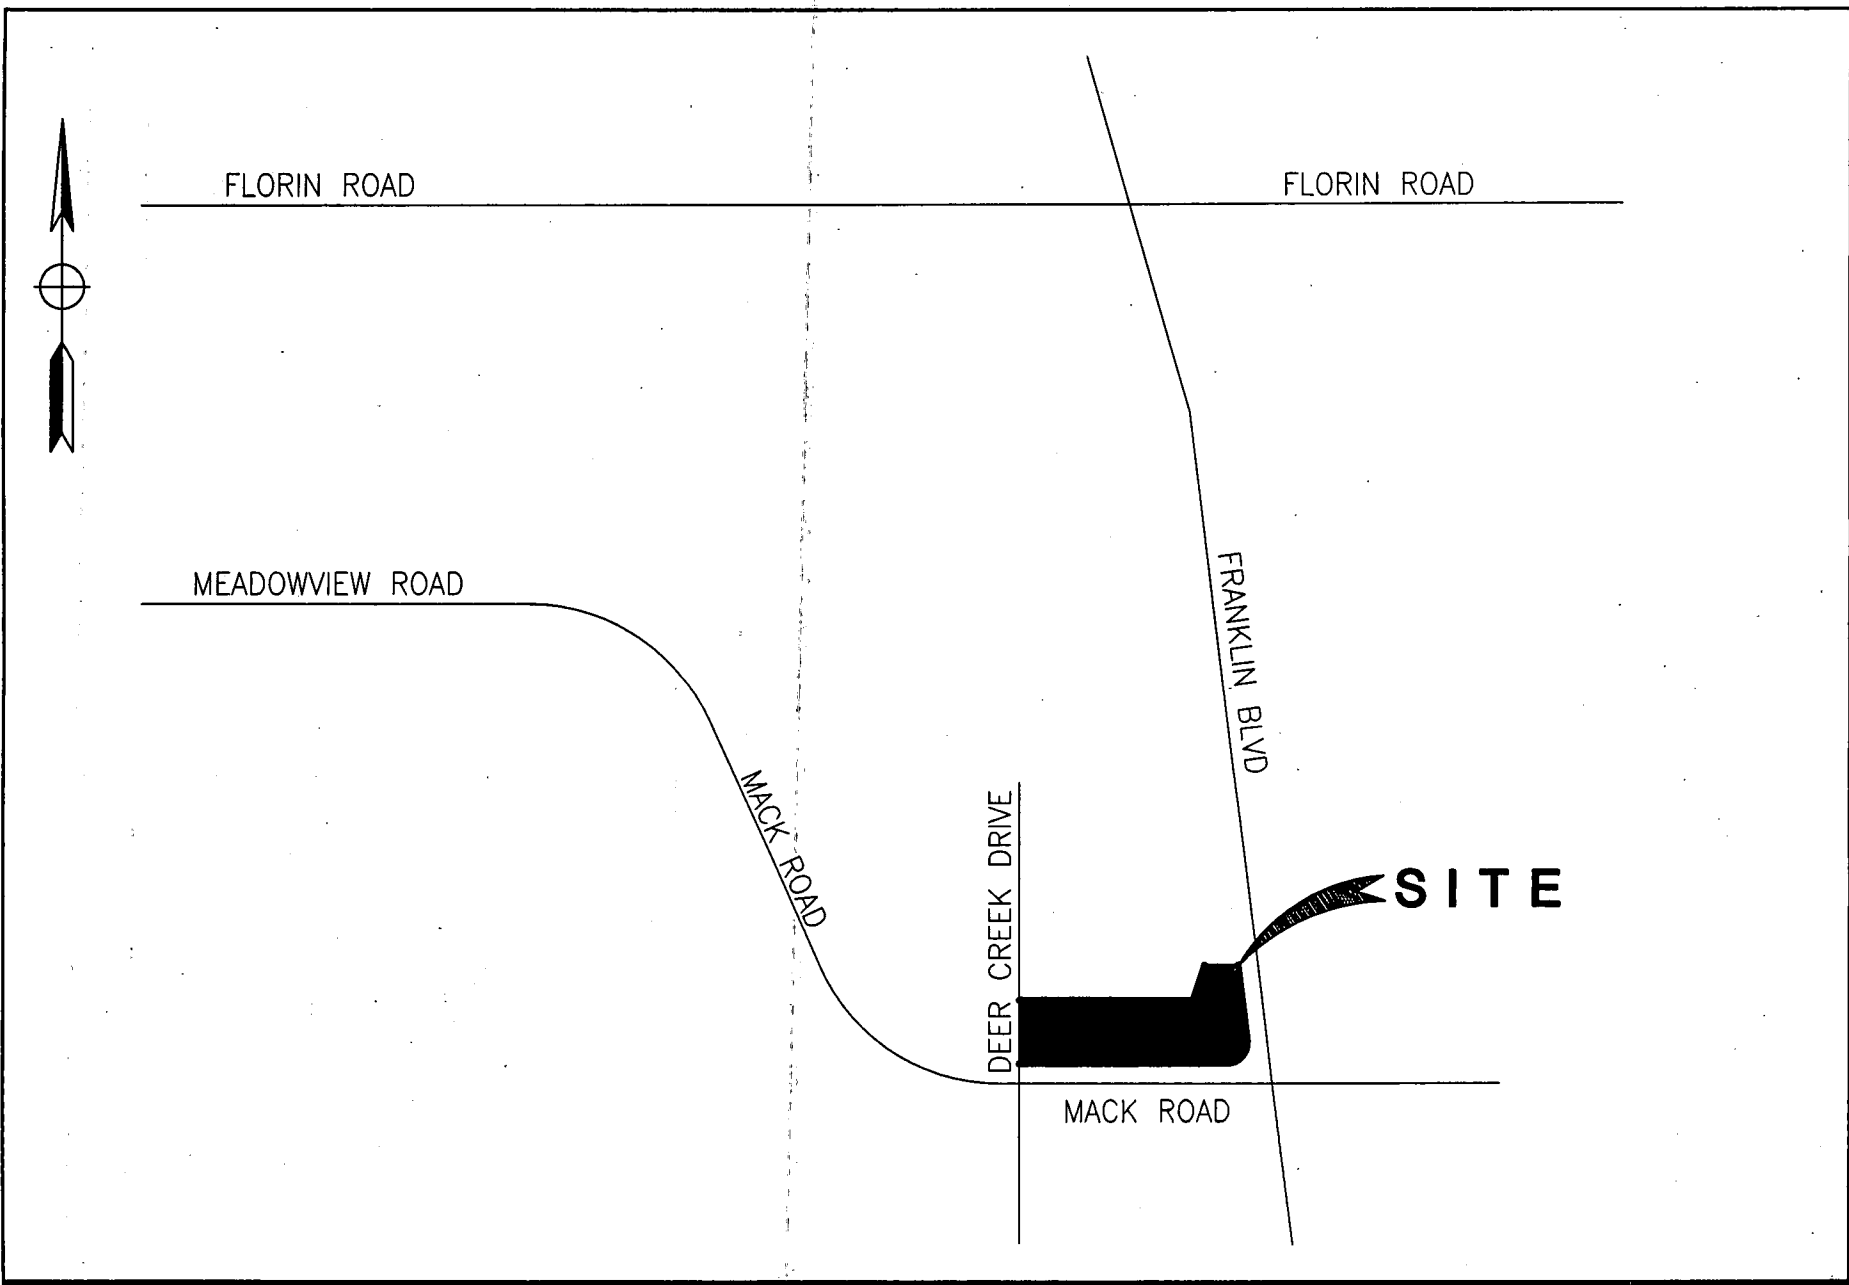 FLORIN ROAD
FLORIN ROAD
MEADOWVIEW ROAD
FRANKLIN BLVD
MACK ROAD
DEER CREEK DRIVE
SITE
MACK ROAD